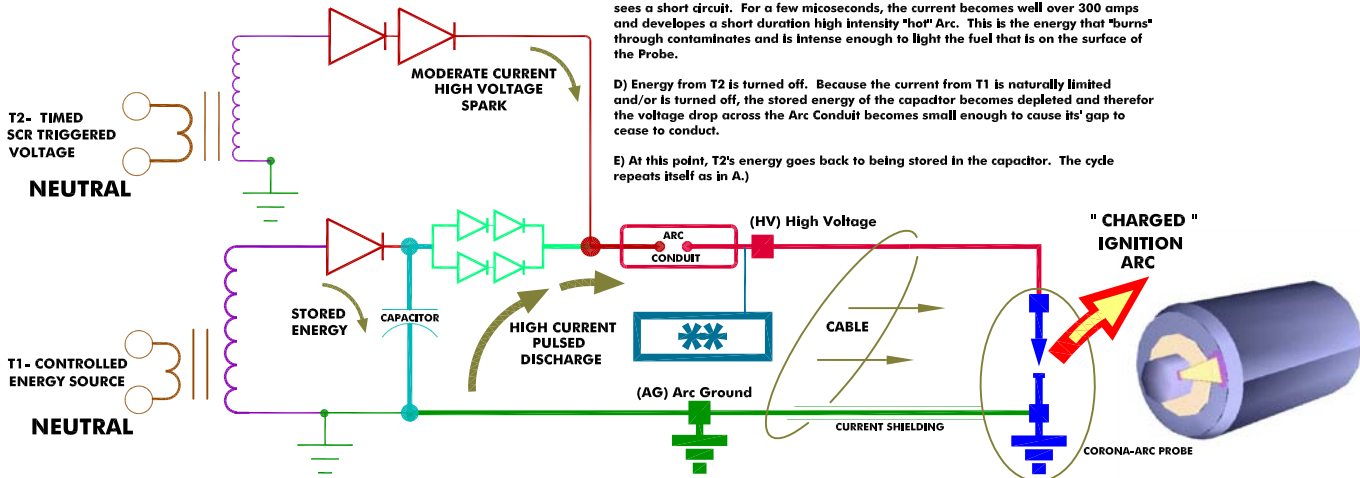 sees a short circuit. For a few micoseconds, the current becomes well over 300 amps
and developes a short duration high intensity "hot" Arc. This is the energy that "burns"
through contaminates and is intense enough to light the fuel that is on the surface of
the Probe.
D) Energy from T2 is turned off. Because the current from T1 is naturally limited
and/or is turned off, the stored energy of the capacitor becomes depleted and therefor
the voltage drop across the Arc Conduit becomes small enough to cause its' gap to
cease to conduct.
E) At this point, T2's energy goes back to being stored in the capacitor. The cycle
repeats itself as in A.)
MODERATE CURRENT
HIGH VOLTAGE
SPARK
T2- TIMED
SCR TRIGGERED
VOLTAGE
NEUTRAL
(HV) High Voltage
" CHARGED "
IGNITION
ARC
ARC
CONDUIT
STORED
ENERGY
CAPACITOR
HIGH CURRENT
PULSED
DISCHARGE
**
CABLE
T1- CONTROLLED
ENERGY SOURCE
NEUTRAL
(AG) Arc Ground
CURRENT SHIELDING
CORONA-ARC PROBE